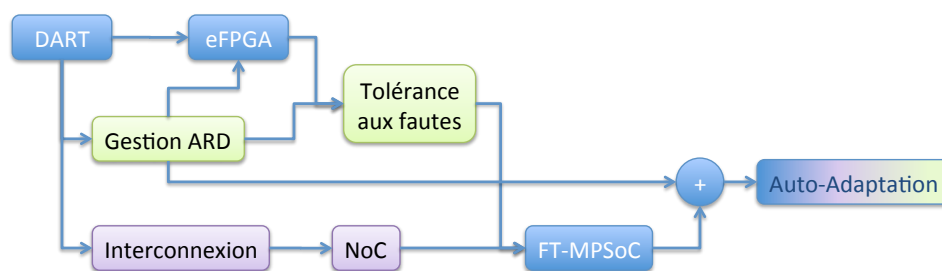 DART
eFPGA
Tolérance
aux fautes
Gestion ARD
+
Auto-Adaptation
Interconnexion
NoC
FT-MPSoC